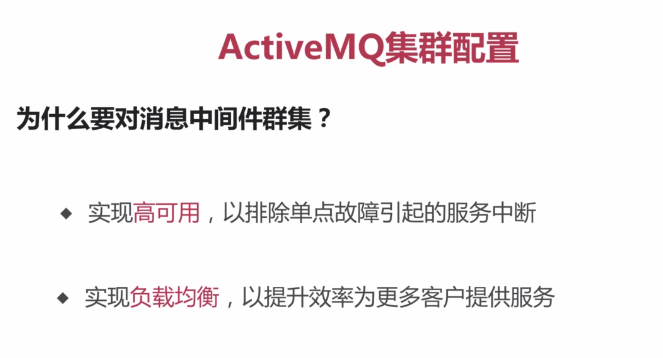 ActiveMQ集群配置
为什么要对消息中间件群集？
◆ 实现高可用，以排除单点故障引起的服务中断
◆ 实现负载均衡，以提升效率为更多客户提供服务